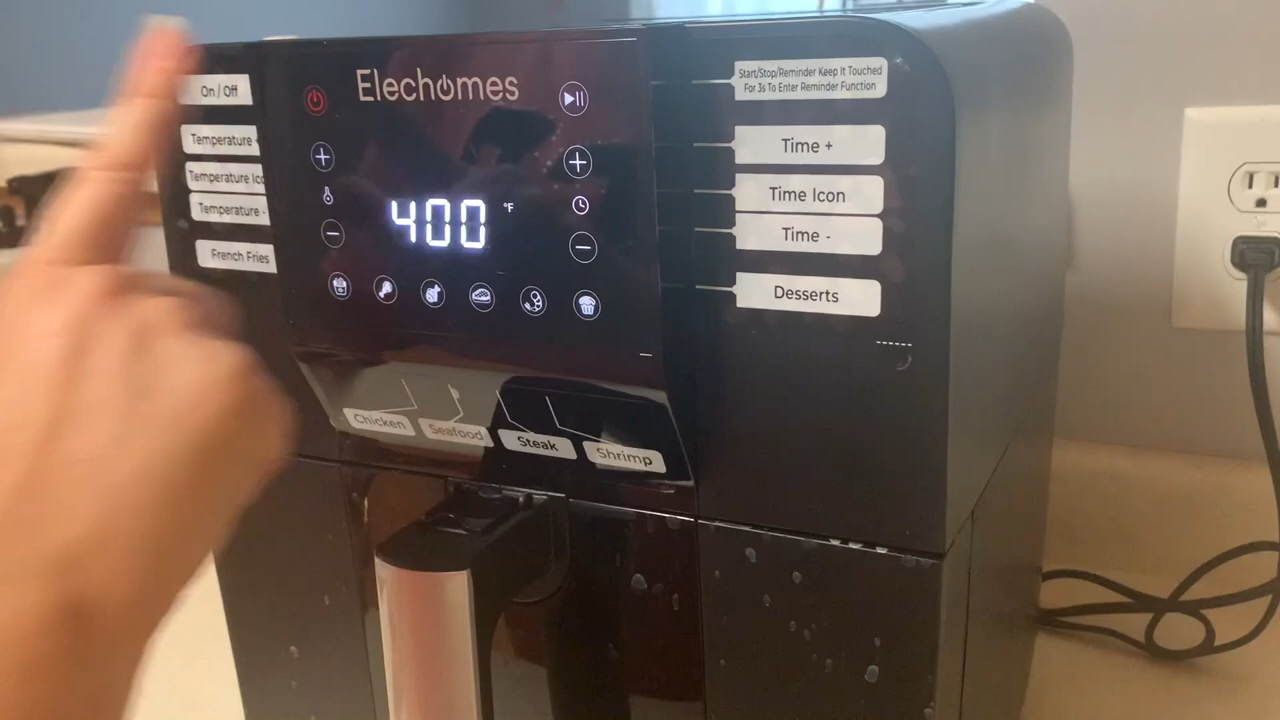 Elechomes
On / Off
Start/Stop/Reminder Keep It Touched
For 3s To Enter Reminder Function
Temperature
Time +
Temperature
Time Icon
Temperature -
400 °F
Time -
French Fries
Desserts
Chicken
Seafood
Steak
Shrimp